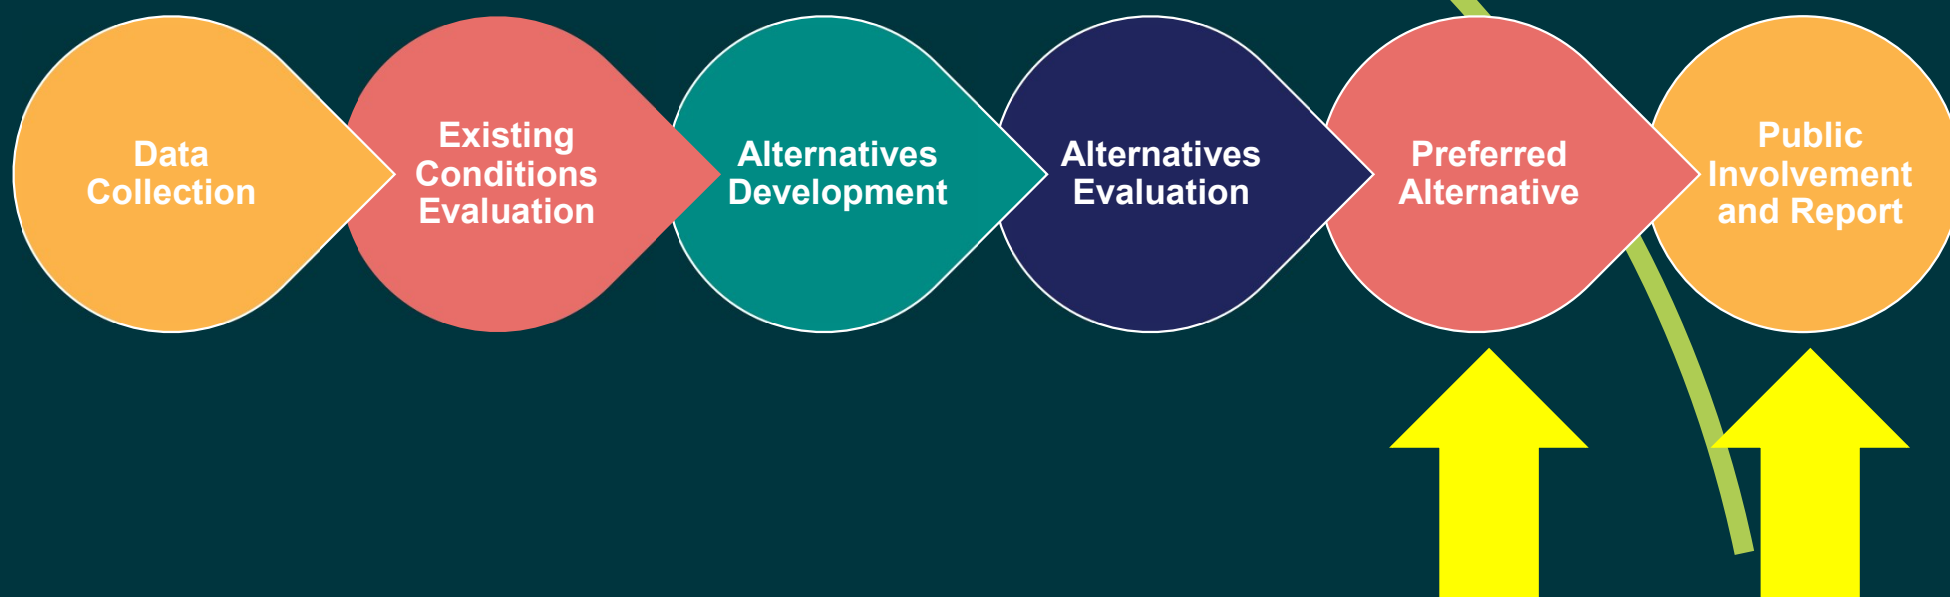 Data
Collection
Existing
Conditions
Evaluation
Alternatives
Development
Alternatives
Evaluation
Preferred
Alternative
Public
Involvement
and Report